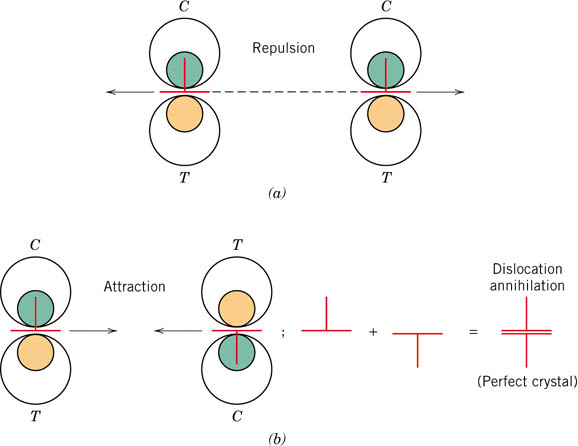 C C
Repulsion
T T
(a)
C T
Attraction
Dislocation
annihilation
; + =
(Perfect crystal)
T C
(b)